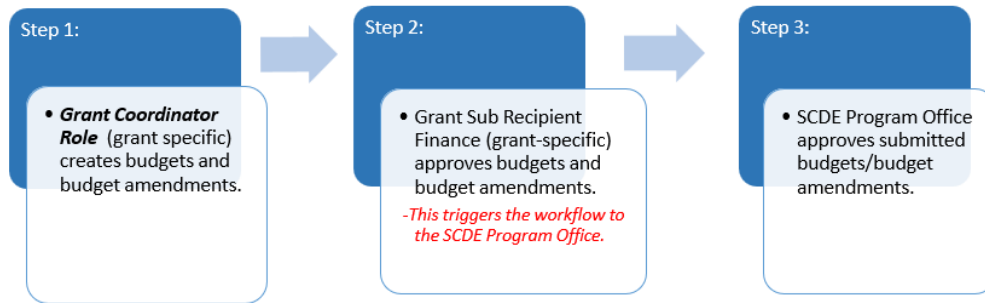 Step 1:
• Grant Coordinator
Role (grant specific)
creates budgets and
budget amendments.
Step 2:
• Grant Sub Recipient
Finance (grant-specific)
approves budgets and
budget amendments.
-This triggers the workflow to
the SCDE Program Office.
Step 3:
• SCDE Program Office
approves submitted
budgets/budget
amendments.